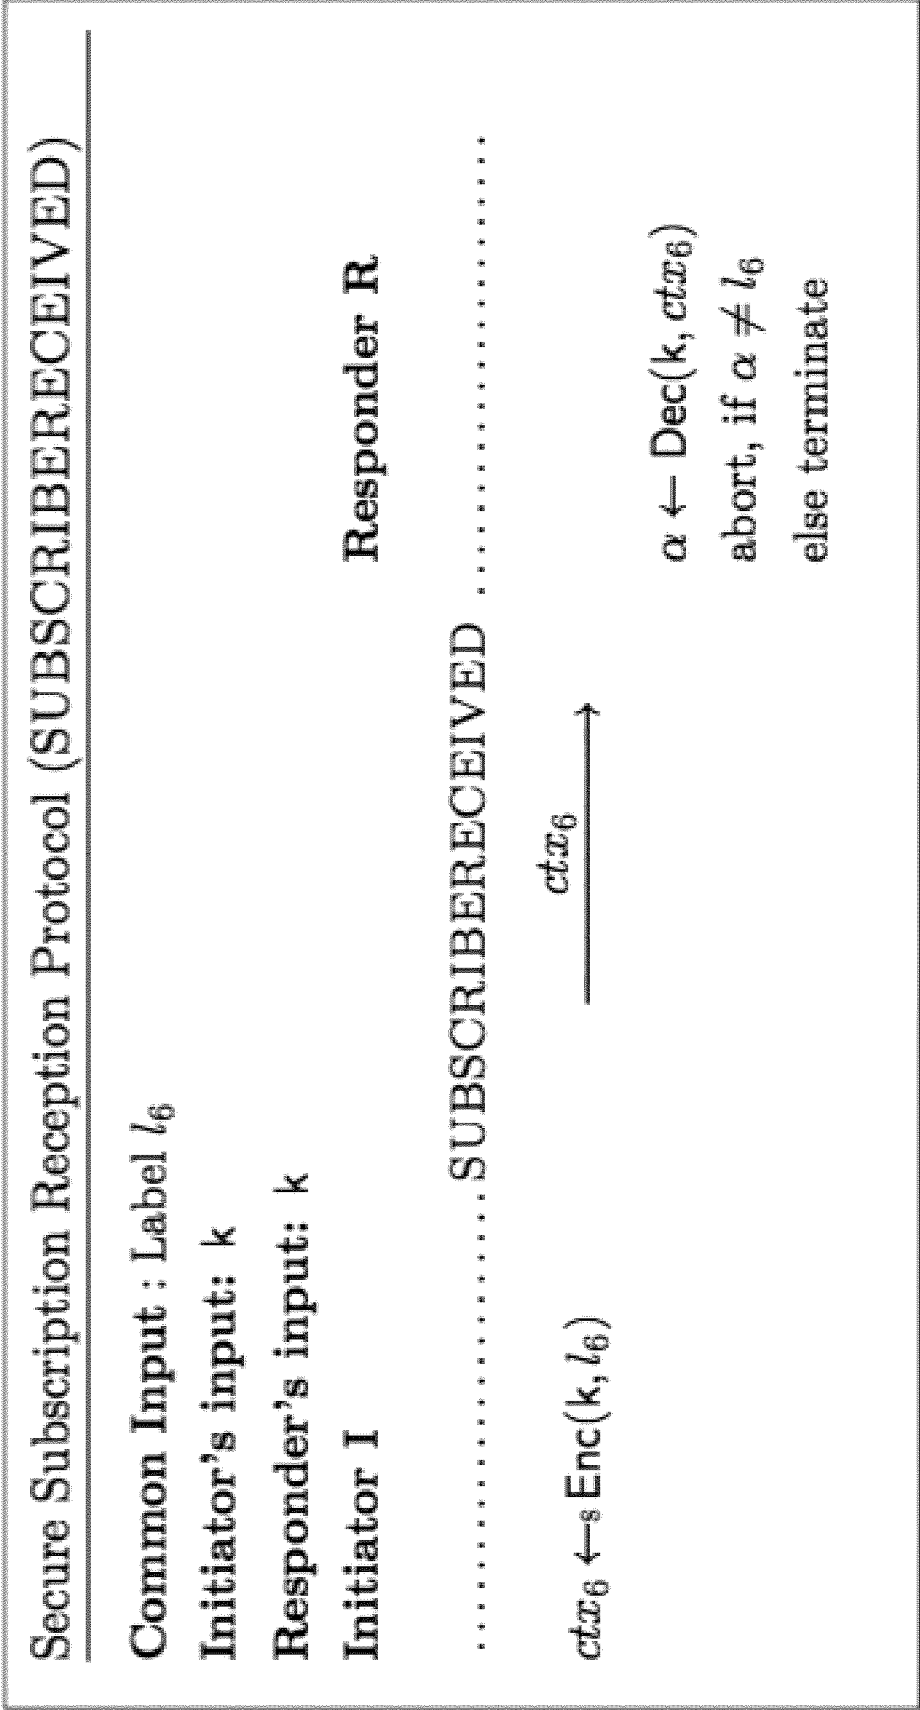 Secure Subscription Reception Protocol (SUBSCRIBERECEIVED)
Common Input : Label l₆
Initiator's input: k
Responder's input: k
Initiator I Responder R
SUBSCRIBERECEIVED
ctx₆ ←$ Enc(k, l₆)
ctx₆
α ← Dec(k, ctx₆)
abort, if α ≠ l₆
else terminate